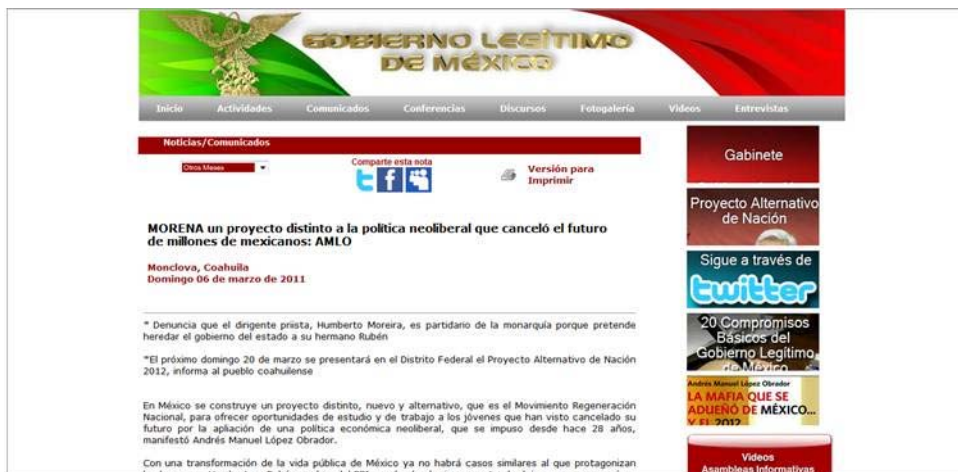 GOBIERNO LEGÍTIMO
DE MÉXICO
Inicio Actividades Comunicados Conferencias Discursos Fotogalería Videos Entrevistas
Noticias/Comunicados
Otros Meses
Comparte esta nota
Versión para
Imprimir
MORENA un proyecto distinto a la política neoliberal que canceló el futuro
de millones de mexicanos: AMLO
Monclova, Coahuila
Domingo 06 de marzo de 2011
* Denuncia que el dirigente priista, Humberto Moreira, es partidario de la monarquía porque pretende
heredar el gobierno del estado a su hermano Rubén
*El próximo domingo 20 de marzo se presentará en el Distrito Federal el Proyecto Alternativo de Nación
2012, informa al pueblo coahuilense
En México se construye un proyecto distinto, nuevo y alternativo, que es el Movimiento Regeneración
Nacional, para ofrecer oportunidades de estudio y de trabajo a los jóvenes que han visto cancelado su
futuro por la apliación de una política económica neoliberal, que se impuso desde hace 28 años,
manifestó Andrés Manuel López Obrador.
Con una transformación de la vida pública de México ya no habrá casos similares al que protagonizan
Gabinete
Proyecto Alternativo
de Nación
Sigue a través de
twitter
20 Compromisos
Básicos del
Gobierno Legítimo
de México
Andrés Manuel López Obrador
LA MAFIA QUE SE
ADUEÑÓ DE MÉXICO...
Y EL 2012
Videos
Asambleas Informativas